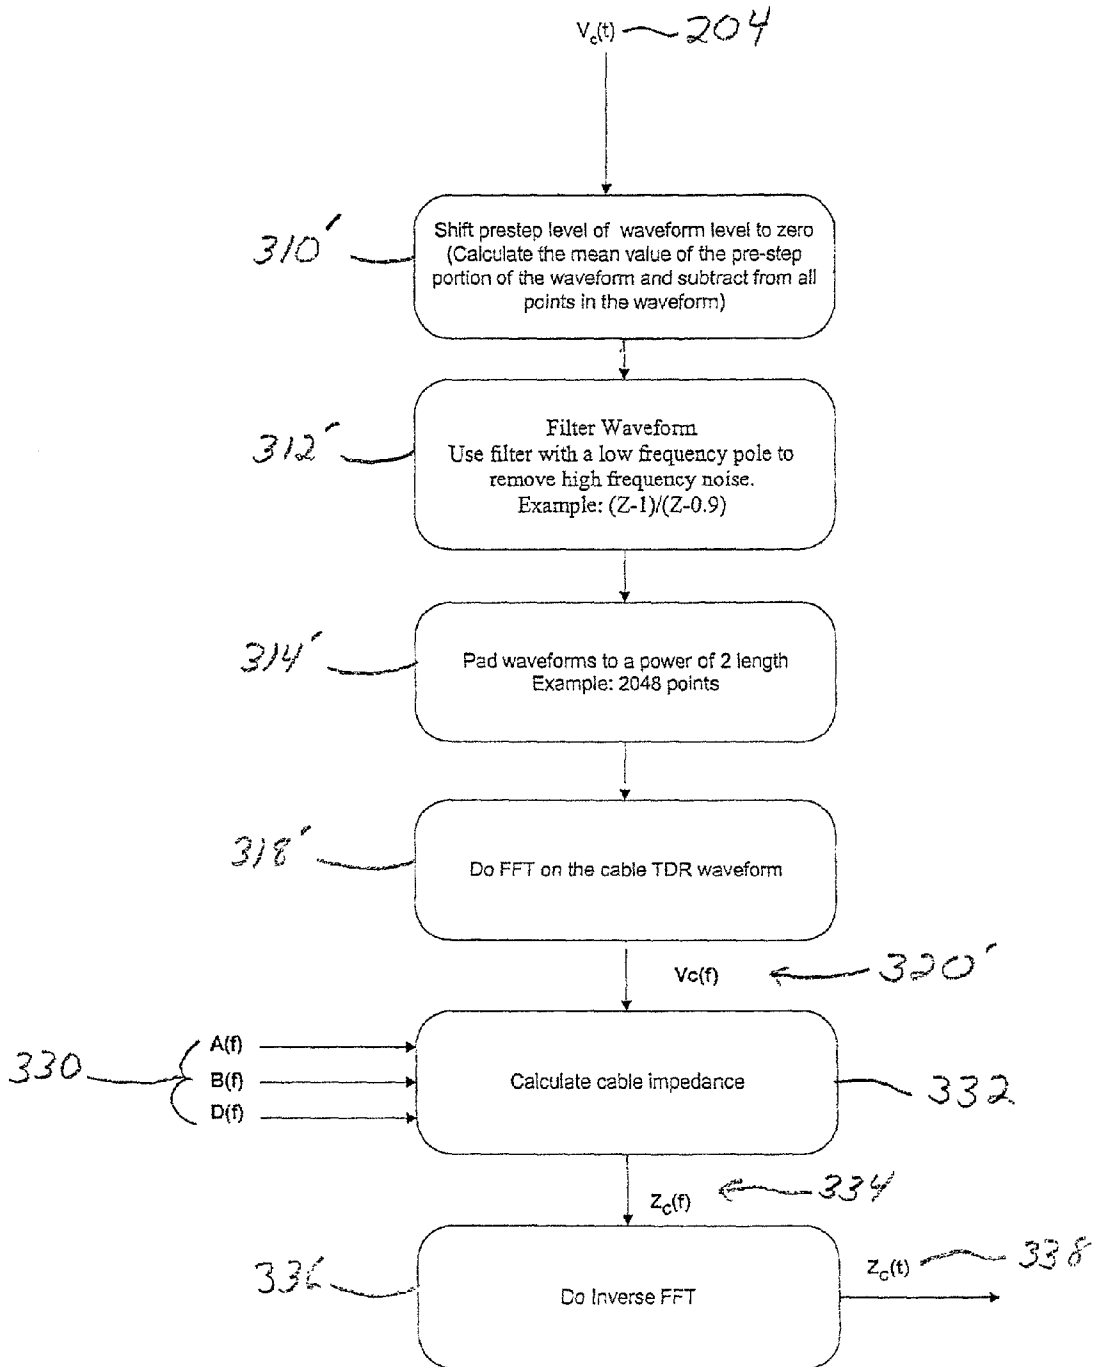 Vc(t) 204
310'
Shift prestep level of waveform level to zero
(Calculate the mean value of the pre-step
portion of the waveform and subtract from all
points in the waveform)
312'
Filter Waveform
Use filter with a low frequency pole to
remove high frequency noise.
Example: (Z-1)/(Z-0.9)
314'
Pad waveforms to a power of 2 length
Example: 2048 points
318'
Do FFT on the cable TDR waveform
Vc(f) 320'
330
A(f)
B(f)
D(f)
Calculate cable impedance
332
Zc(f) 334
336
Do Inverse FFT
Zc(t) 338